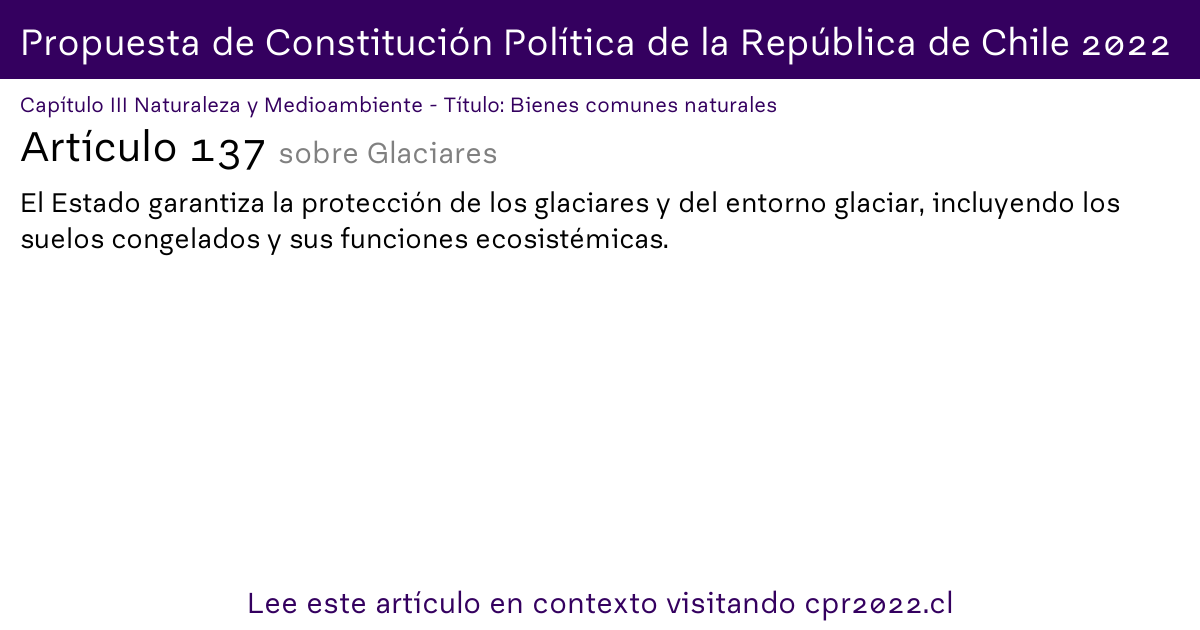 Propuesta de Constitución Política de la República de Chile 2022
Capítulo III Naturaleza y Medioambiente - Título: Bienes comunes naturales
Artículo 137 sobre Glaciares
El Estado garantiza la protección de los glaciares y del entorno glaciar, incluyendo los
suelos congelados y sus funciones ecosistémicas.
Lee este artículo en contexto visitando cpr2022.cl